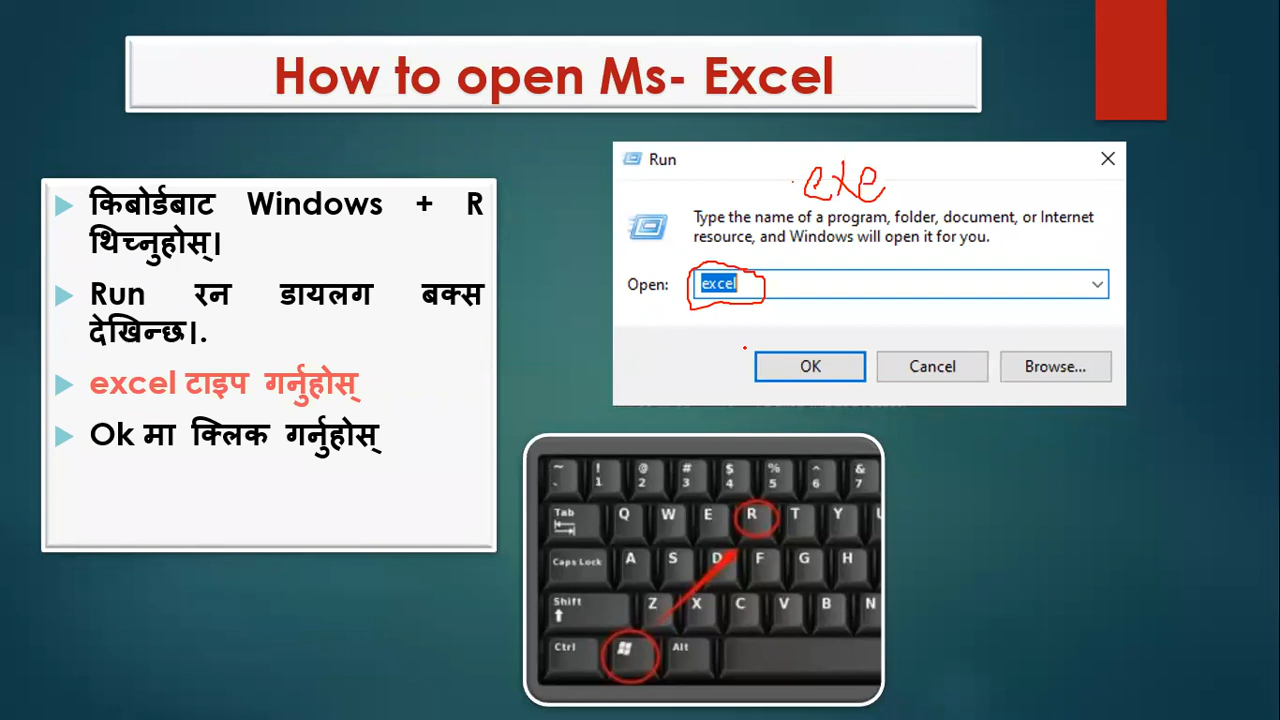 How to open Ms- Excel
किबोर्डबाट Windows + R
थिच्नुहोस्।
Run रन डायलग बक्स
देखिन्छ।.
excel टाइप गर्नुहोस्
Ok मा क्लिक गर्नुहोस्
Run
exe
Type the name of a program, folder, document, or Internet
resource, and Windows will open it for you.
Open: excel
OK Cancel Browse...
~ ! @ # $ % ^ &
` 1 2 3 4 5 6 7
Tab Q W E R T Y
Caps Lock A S D F G H
Shift Z X C V B N
Ctrl Alt